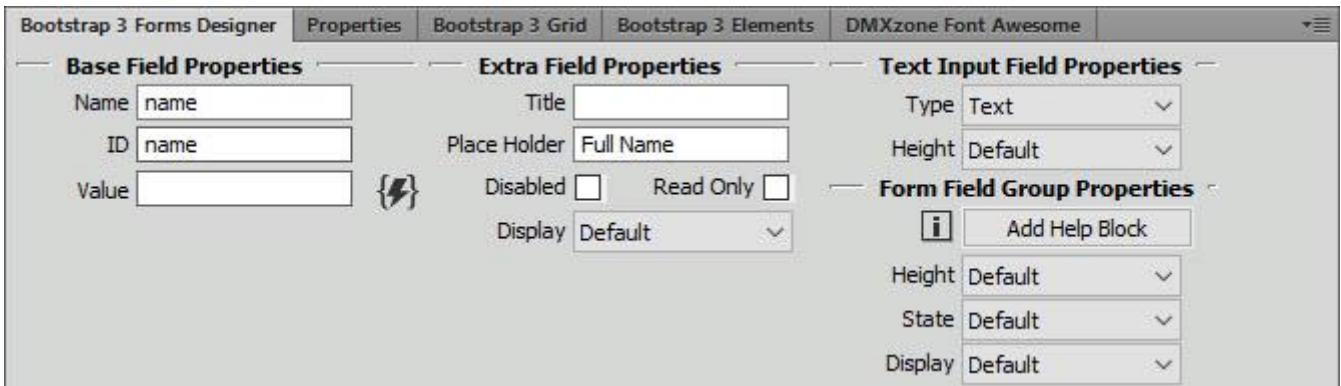 Bootstrap 3 Forms Designer Properties Bootstrap 3 Grid Bootstrap 3 Elements DMXzone Font Awesome
Base Field Properties Extra Field Properties Text Input Field Properties
Name name Title Type Text
ID name Place Holder Full Name Height Default
Value Disabled Read Only Form Field Group Properties
Display Default i Add Help Block
Height Default
State Default
Display Default